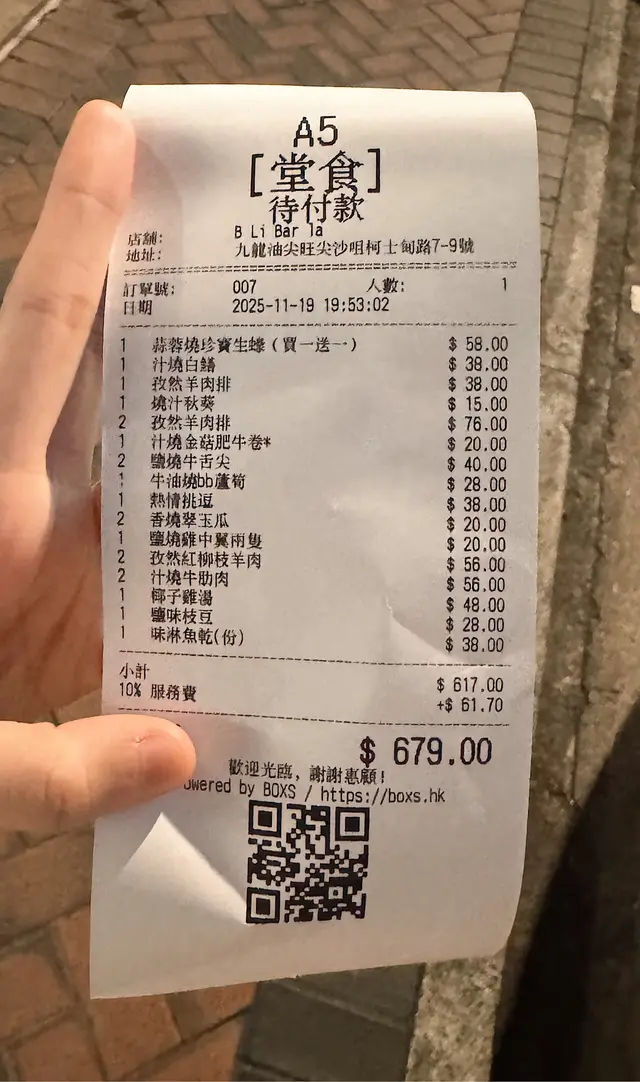 A5
[堂食]
待付款
店舖: B Li Bar la
地址: 九龍油尖旺尖沙咀柯士甸路7-9號
訂單號: 007 人數: 1
日期 2025-11-19 19:53:02
1 蒜蓉燒珍寶生蠔(買一送一) $ 58.00
1 汁燒白鱔 $ 38.00
1 孜然羊肉排 $ 38.00
1 燒汁秋葵 $ 15.00
2 孜然羊肉排 $ 76.00
1 汁燒金菇肥牛卷* $ 20.00
2 鹽燒牛舌尖 $ 40.00
1 牛油燒bb蘆筍 $ 28.00
1 熱情挑逗 $ 38.00
2 香燒翠玉瓜 $ 20.00
1 鹽燒雞中翼兩隻 $ 20.00
2 孜然紅柳枝羊肉 $ 56.00
2 汁燒牛肋肉 $ 56.00
1 椰子雞湯 $ 48.00
1 鹽味枝豆 $ 28.00
1 味淋魚乾(份) $ 38.00
小計 $ 617.00
10% 服務費 +$ 61.70
$ 679.00
歡迎光臨, 謝謝惠顧!
owered by BOXS / https://boxs.hk